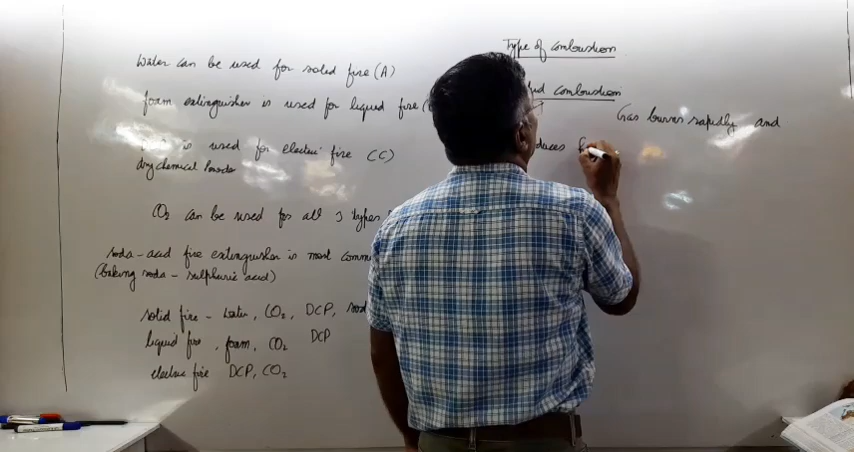 Water can be used for solid fire (A)
foam extinguisher is used for liquid fire
is used for electric fire (C)
dry chemical
CO2 can be used for all 3 types
soda-acid fire extinguisher is most comm
(baking soda - sulphuric acid)
solid fire - water, CO2, DCP,
liquid fire, foam, CO2 DCP
electric fire DCP, CO2
Type of combustion
combustion
Gas burns rapidly and
duces